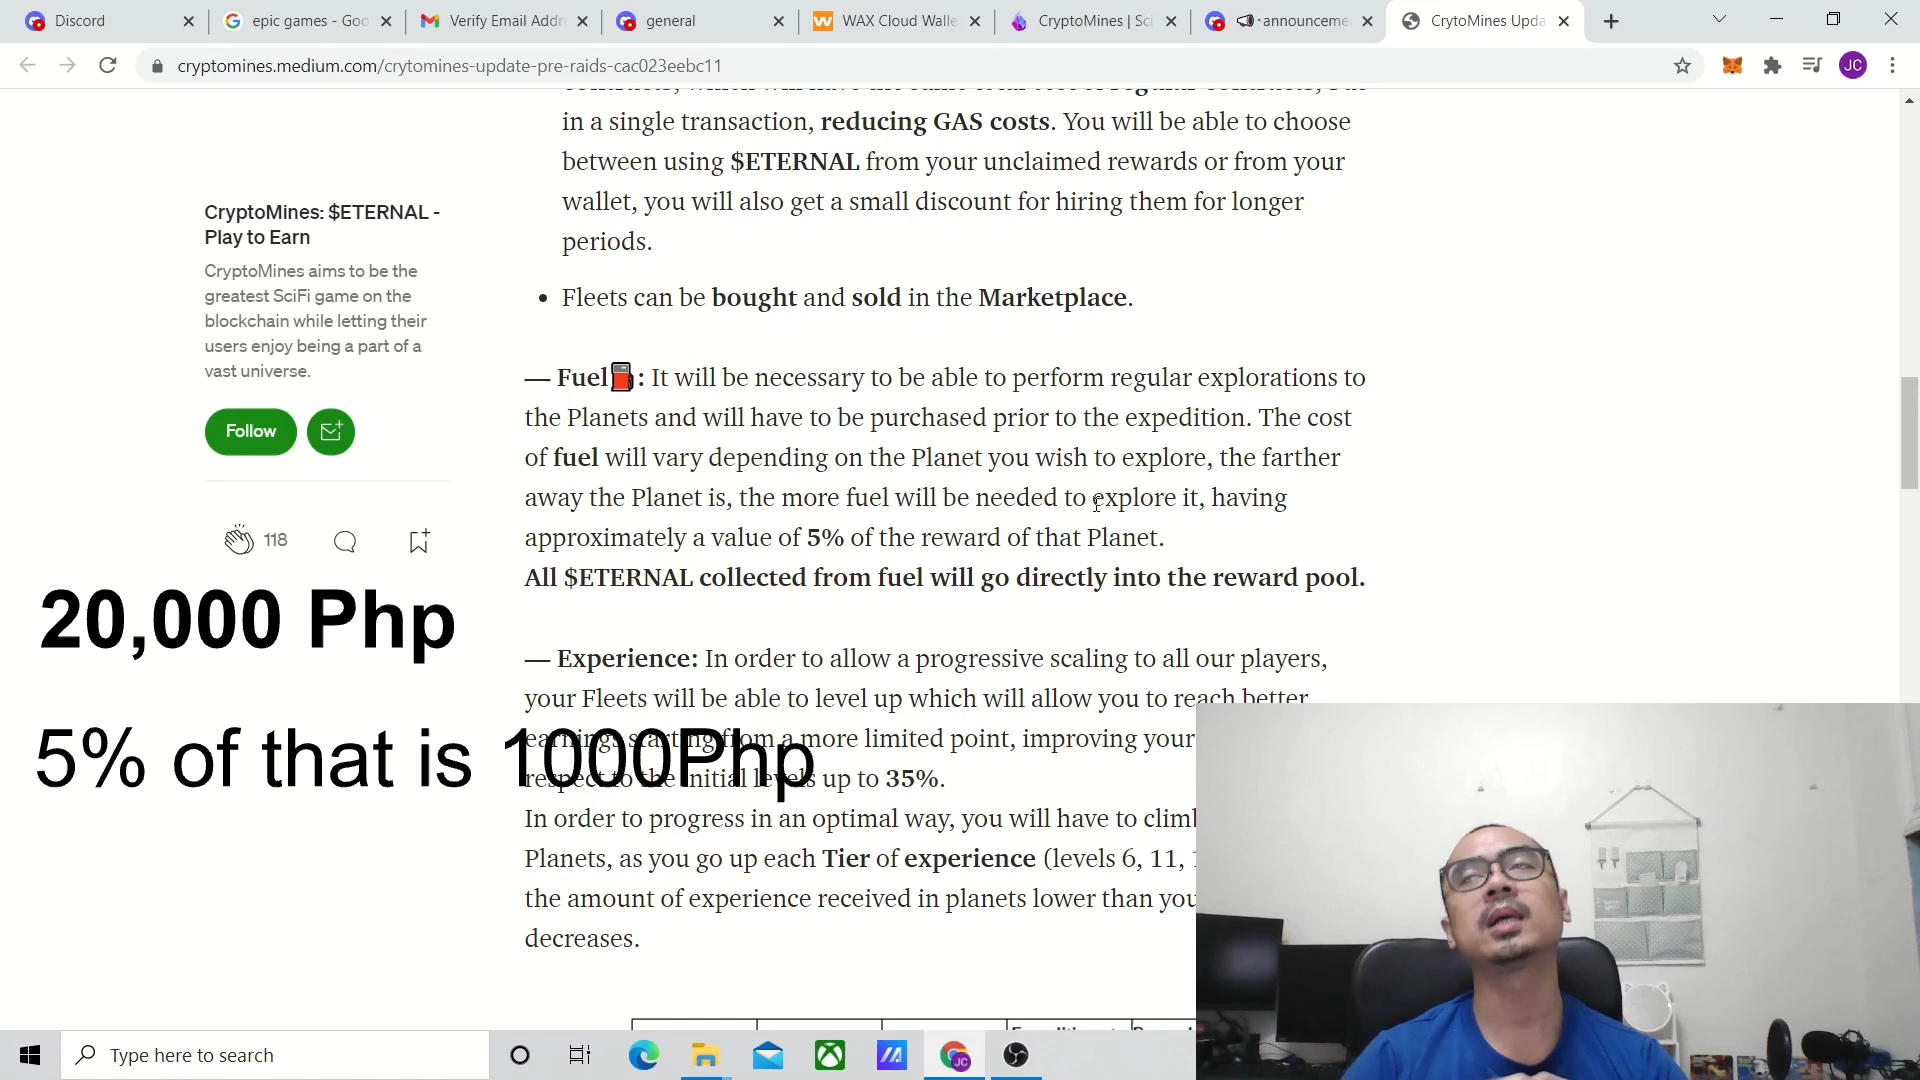 Discord
epic games - Goo
Verify Email Addre
general
WAX Cloud Walle
CryptoMines | Sci
announceme
CrytoMines Upda
cryptomines.medium.com/crytomines-update-pre-raids-cac023eebc11
JC
in a single transaction, reducing GAS costs. You will be able to choose
between using $ETERNAL from your unclaimed rewards or from your
wallet, you will also get a small discount for hiring them for longer
periods.
• Fleets can be bought and sold in the Marketplace.
CryptoMines: $ETERNAL -
Play to Earn
CryptoMines aims to be the
greatest SciFi game on the
blockchain while letting their
users enjoy being a part of a
vast universe.
Follow
118
— Fuel⛽: It will be necessary to be able to perform regular explorations to
the Planets and will have to be purchased prior to the expedition. The cost
of fuel will vary depending on the Planet you wish to explore, the farther
away the Planet is, the more fuel will be needed to explore it, having
approximately a value of 5% of the reward of that Planet.
All $ETERNAL collected from fuel will go directly into the reward pool.
20,000 Php
5% of that is 1000Php
— Experience: In order to allow a progressive scaling to all our players,
your Fleets will be able to level up which will allow you to reach better
earnings starting from a more limited point, improving your
respect to the initial levels up to 35%.
In order to progress in an optimal way, you will have to climb
Planets, as you go up each Tier of experience (levels 6, 11,
the amount of experience received in planets lower than you
decreases.
Type here to search